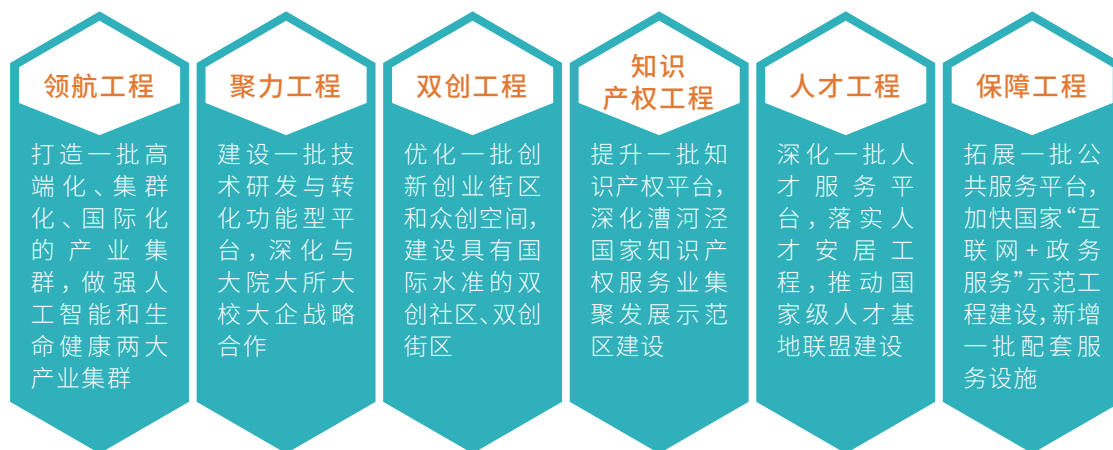 领航工程
打造一批高
端化、集群
化、国际化
的产业集
群，做强人
工智能和生
命健康两大
产业集群
聚力工程
建设一批技
术研发与转
化功能型平
台，深化与
大院大所大
校大企战略
合作
双创工程
优化一批创
新创业街区
和众创空间，
建设具有国
际水准的双
创社区、双创
街区
知识
产权工程
提升一批知
识产权平台，
深化漕河泾
国家知识产
权服务业集
聚发展示范
区建设
人才工程
深化一批人
才服务平
台，落实人
才安居工
程，推动国
家级人才基
地联盟建设
保障工程
拓展一批公
共服务平台，
加快国家“互
联网+政务
服务”示范工
程建设，新增
一批配套服
务设施